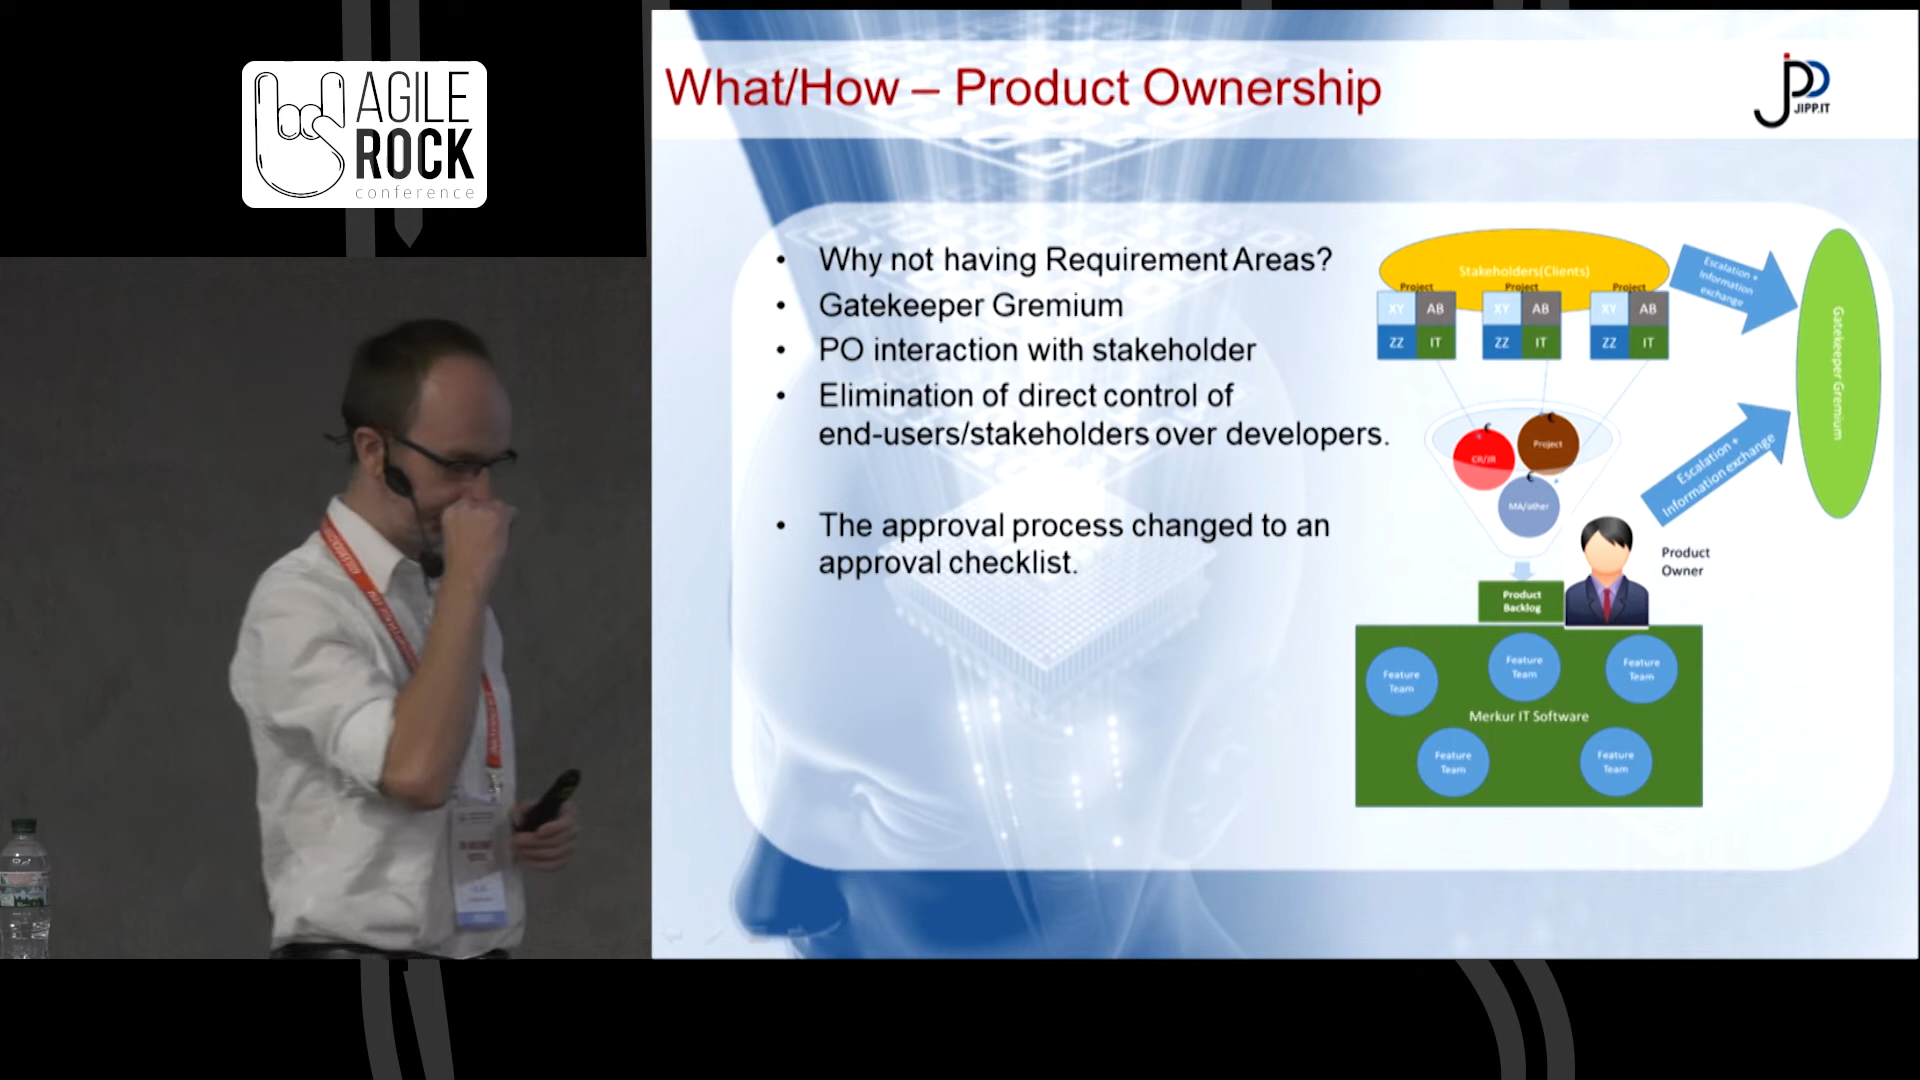 AGILE
ROCK
conference
What/How – Product Ownership
JIPP.IT
• Why not having Requirement Areas?
• Gatekeeper Gremium
• PO interaction with stakeholder
• Elimination of direct control of
end-users/stakeholders over developers.
• The approval process changed to an
approval checklist.
Stakeholders(Clients)
Project
Project
Project
XY AB
XY AB
XY AB
ZZ IT
ZZ IT
ZZ IT
Escalation +
Information
exchange
Gatekeeper Gremium
Escalation +
Information exchange
CR/IR
Project
MA/other
Product
Owner
Product
Backlog
Feature
Team
Feature
Team
Feature
Team
Merkur IT Software
Feature
Team
Feature
Team